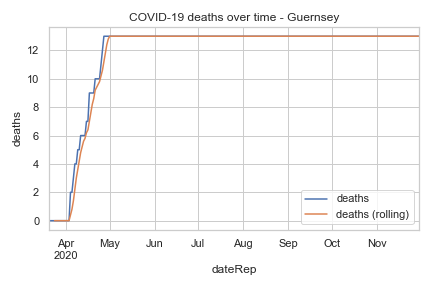 COVID-19 deaths over time - Guernsey
deaths
12
10
8
6
4
2
0
Apr
2020
May
Jun
Jul
Aug
Sep
Oct
Nov
dateRep
deaths
deaths (rolling)